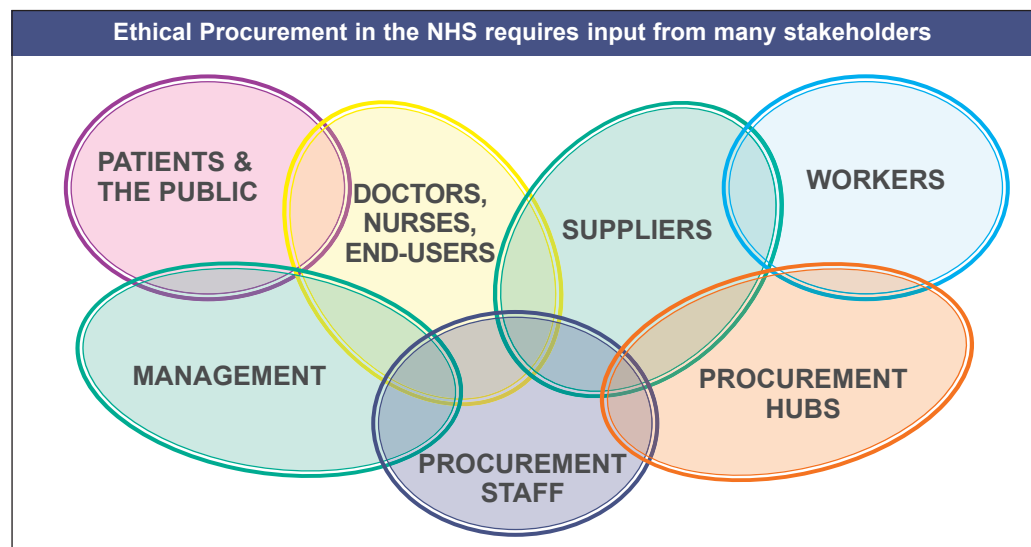 Ethical Procurement in the NHS requires input from many stakeholders
PATIENTS &
THE PUBLIC
DOCTORS,
NURSES,
END-USERS
SUPPLIERS
WORKERS
MANAGEMENT
PROCUREMENT
STAFF
PROCUREMENT
HUBS